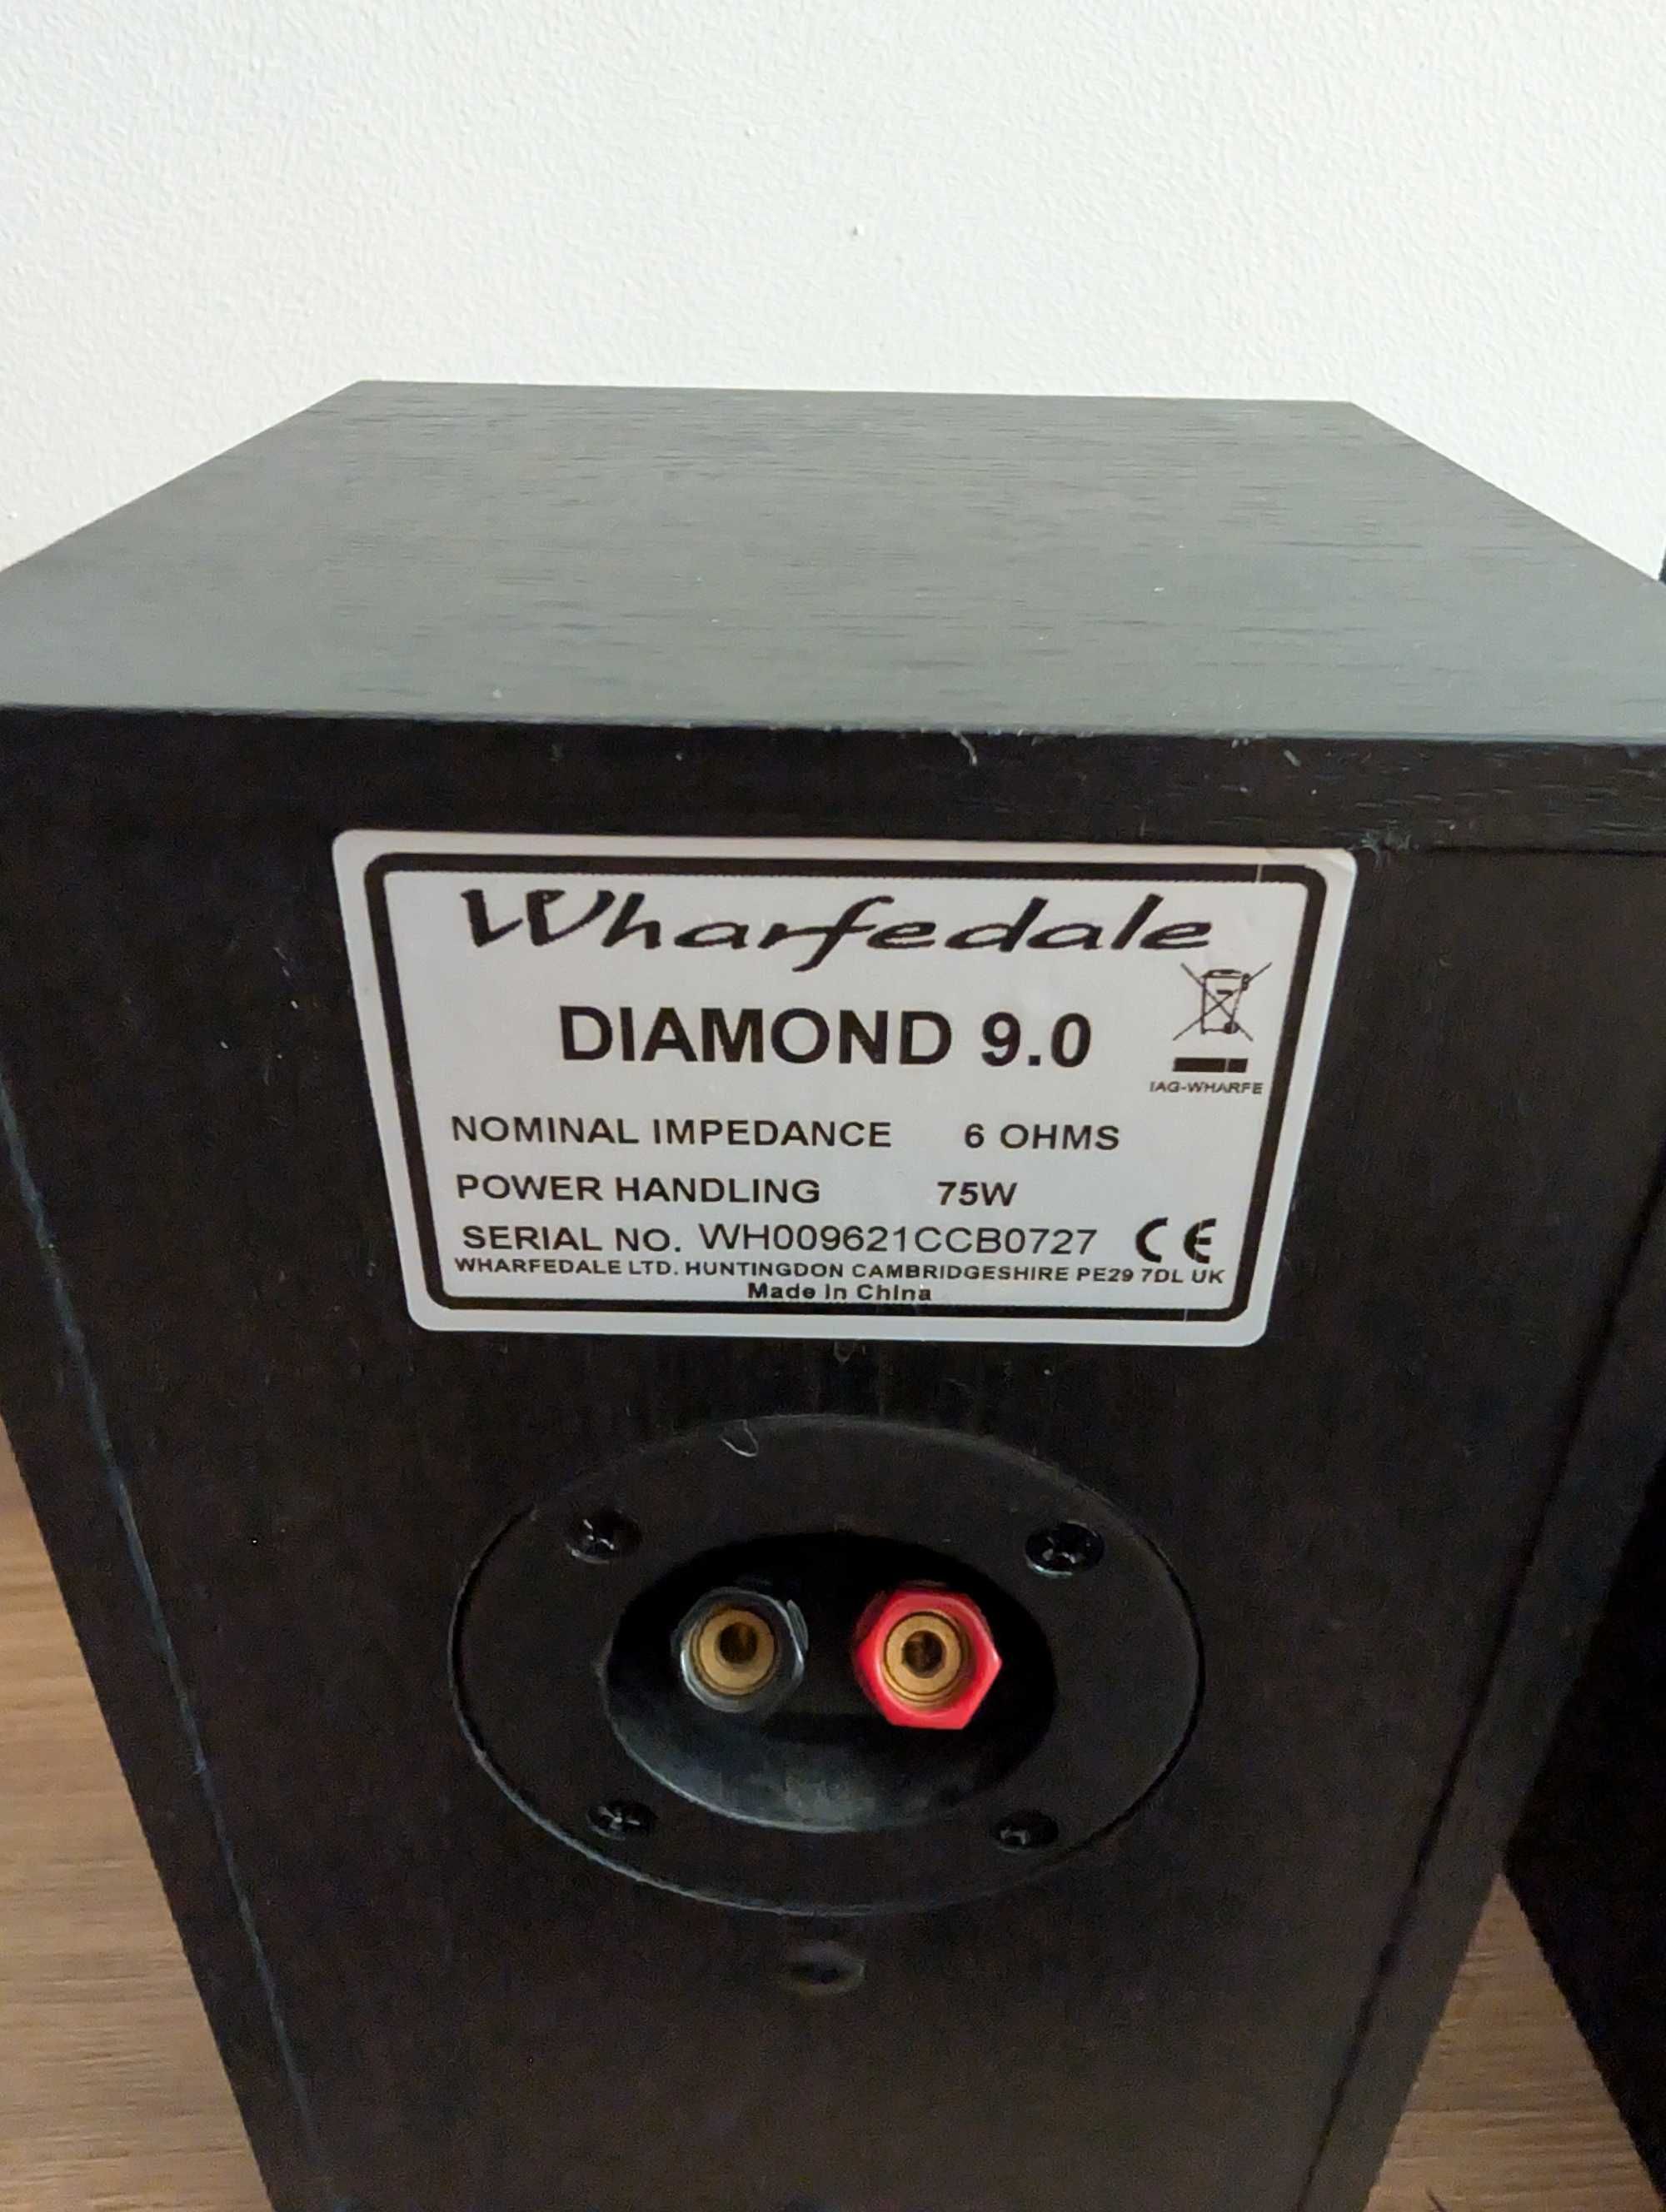 Wharfedale
DIAMOND 9.0
IAG-WHARFE
NOMINAL IMPEDANCE 6 OHMS
POWER HANDLING 75W
SERIAL NO. WH009621CCB0727 CE
WHARFEDALE LTD. HUNTINGDON CAMBRIDGESHIRE PE29 7DL UK
Made In China